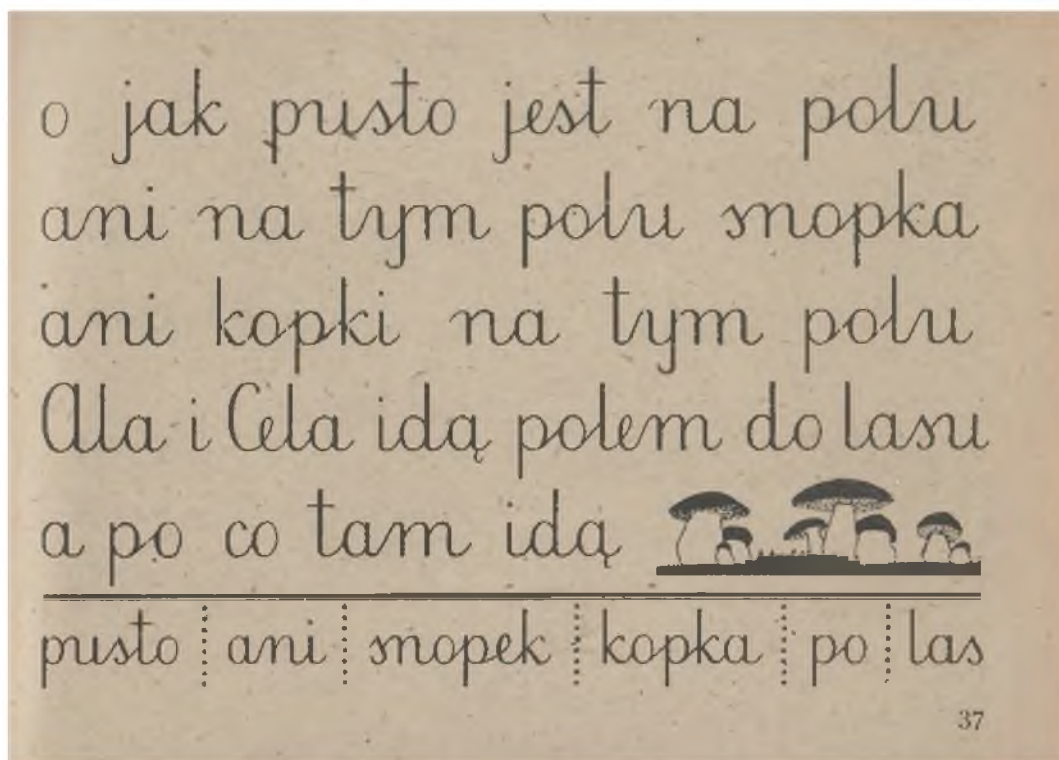 o jak pusto jest na polu
ani na tym polu snopka
ani kopki na tym polu
Ala i Cela idą polem do lasu
a po co tam idą
pusto ani snopek kopka po las
37